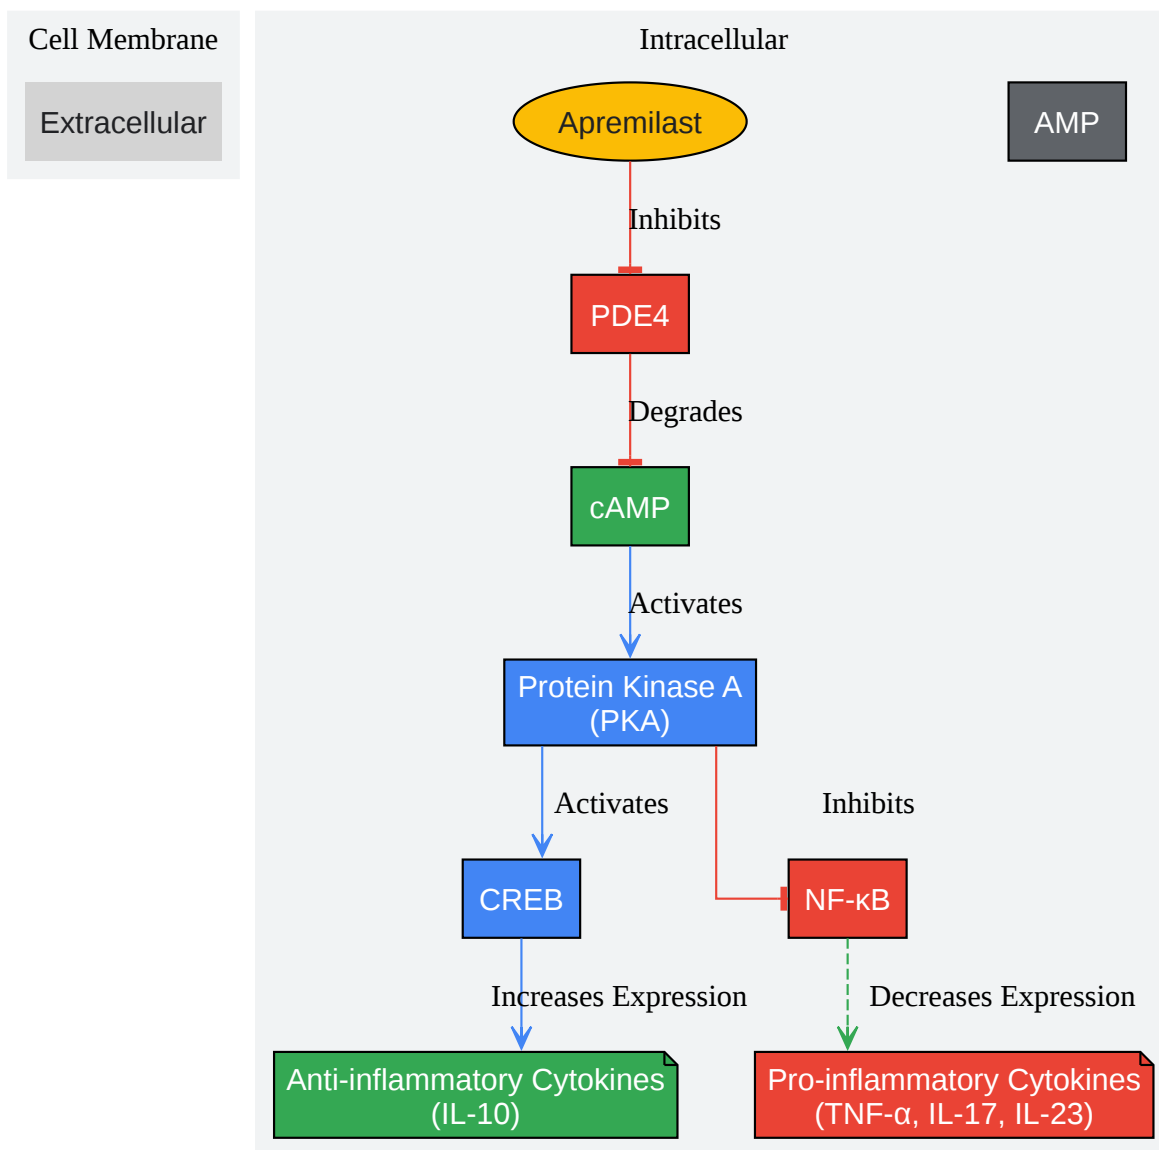 Cell Membrane
Extracellular
Intracellular
Apremilast
AMP
Inhibits
PDE4
Degrades
cAMP
Activates
Protein Kinase A
(PKA)
Activates
Inhibits
CREB
NF-κB
Increases Expression
Decreases Expression
Anti-inflammatory Cytokines
(IL-10)
Pro-inflammatory Cytokines
(TNF-α, IL-17, IL-23)